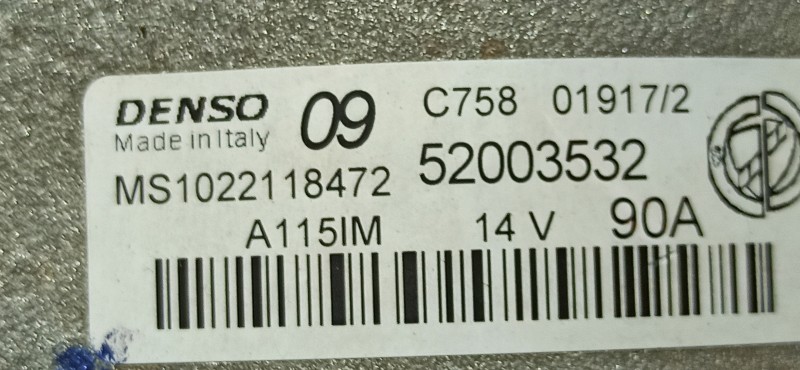 DENSO 09 C758 01917/2
Made in Italy
MS1022118472 52003532
A115IM 14 V 90A